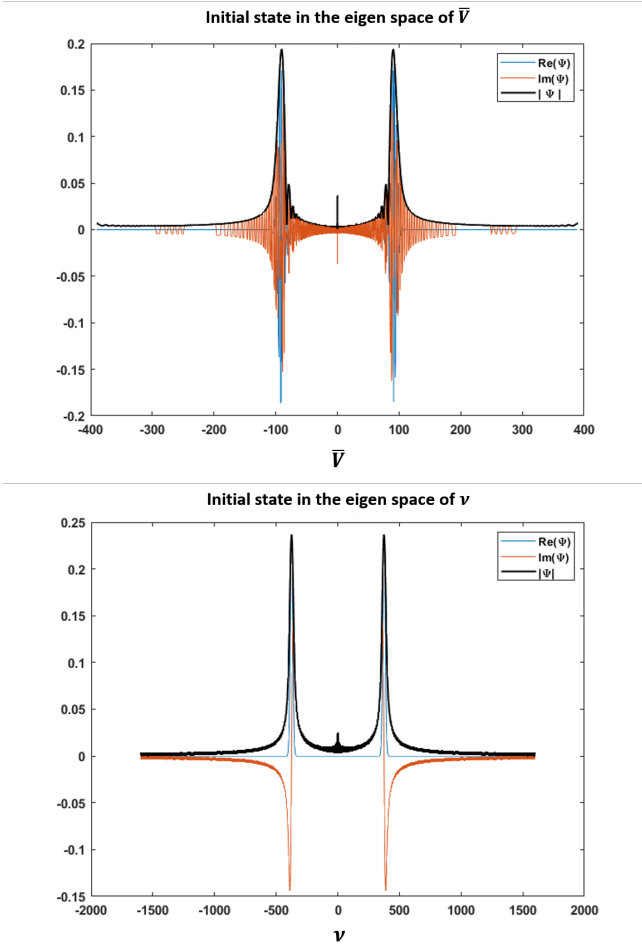 Initial state in the eigen space of V̅
0.2
0.15
0.1
0.05
0
-0.05
-0.1
-0.15
-0.2
Re(Ψ)
Im(Ψ)
| Ψ |
-400 -300 -200 -100 0 100 200 300 400
V̅
Initial state in the eigen space of ν
0.25
0.2
0.15
0.1
0.05
0
-0.05
-0.1
-0.15
Re(Ψ)
Im(Ψ)
|Ψ|
-2000 -1500 -1000 -500 0 500 1000 1500 2000
ν